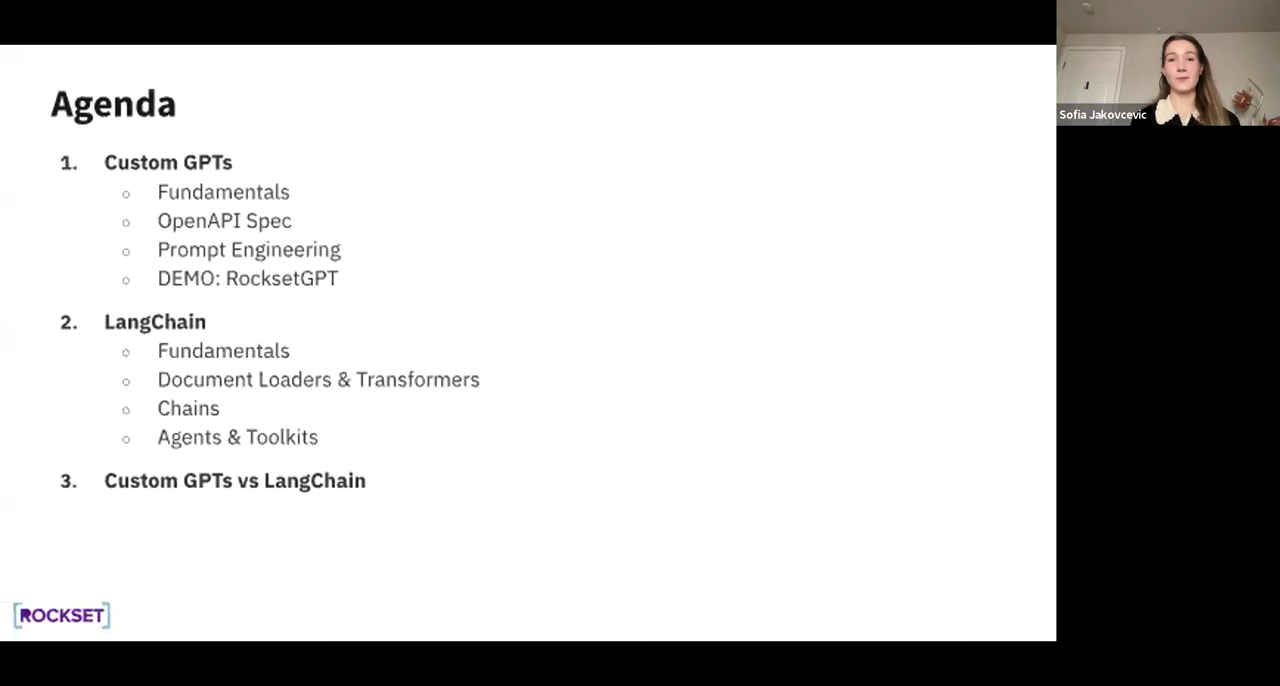 Agenda
1. Custom GPTs
○ Fundamentals
○ OpenAPI Spec
○ Prompt Engineering
○ DEMO: RocksetGPT
2. LangChain
○ Fundamentals
○ Document Loaders & Transformers
○ Chains
○ Agents & Toolkits
3. Custom GPTs vs LangChain
[ROCKSET]
Sofia Jakovcevic